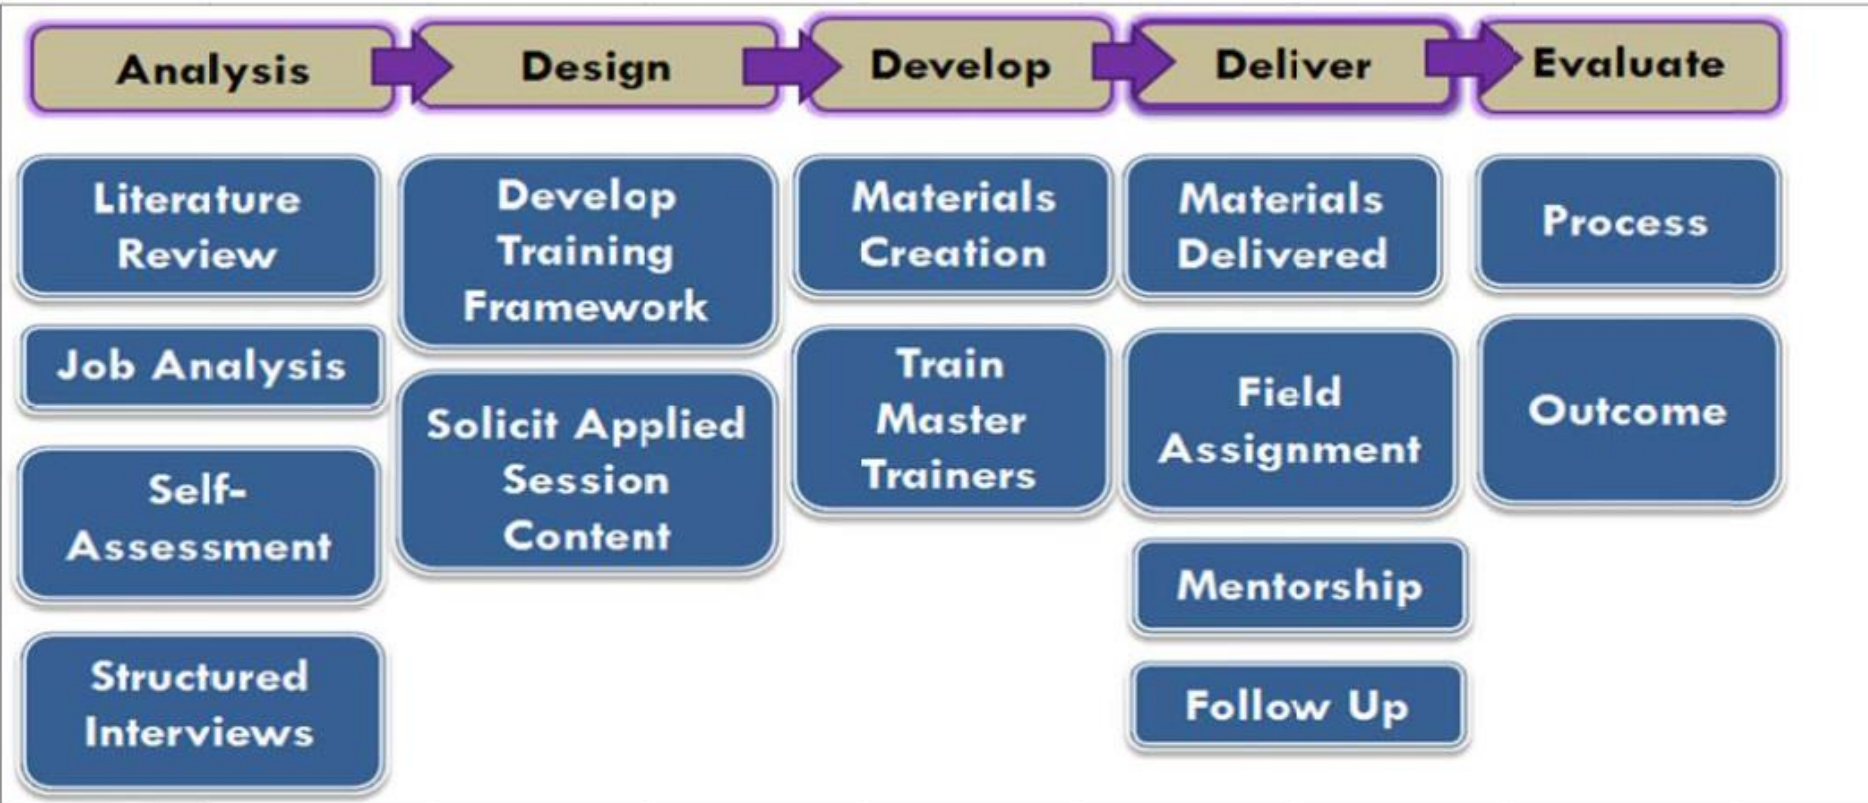 Analysis
Design
Develop
Deliver
Evaluate
Literature
Review
Job Analysis
Self-
Assessment
Structured
Interviews
Develop
Training
Framework
Solicit Applied
Session
Content
Materials
Creation
Train
Master
Trainers
Materials
Delivered
Field
Assignment
Mentorship
Follow Up
Process
Outcome